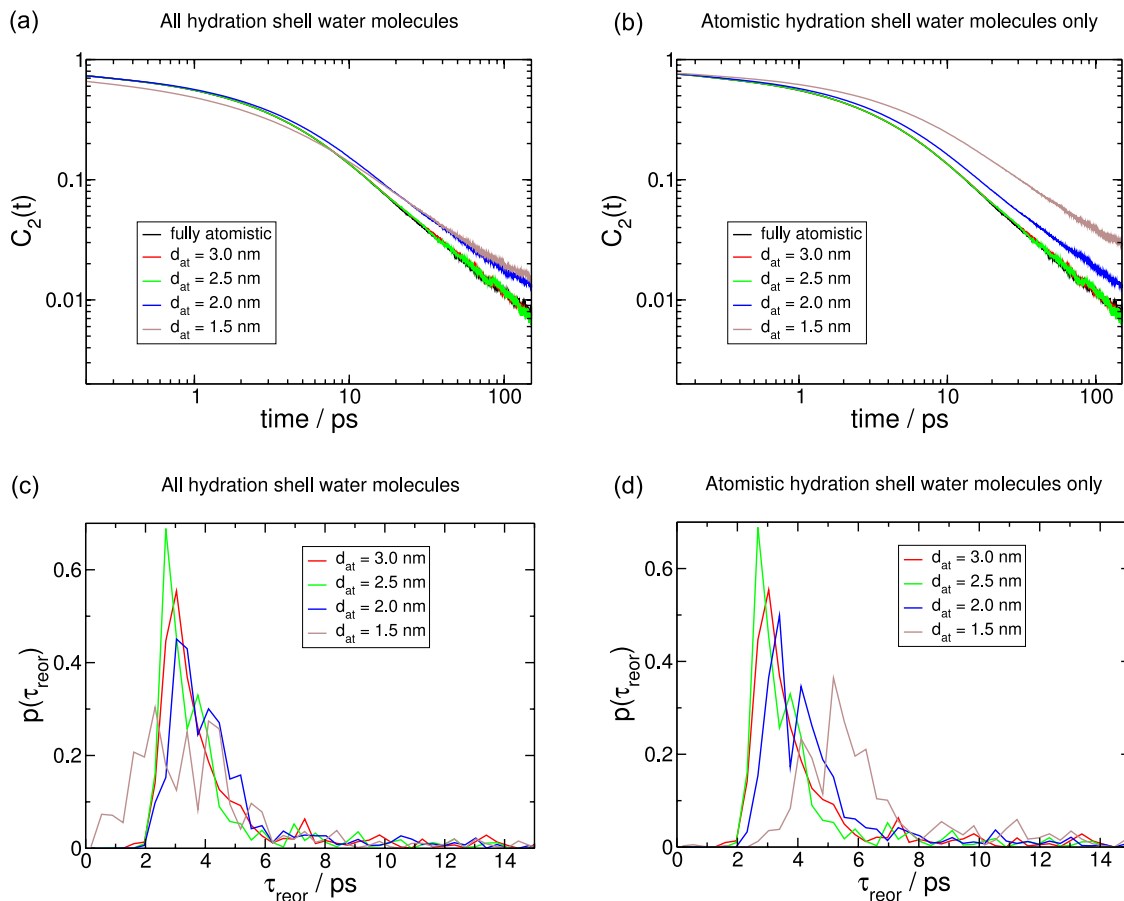 (a)
All hydration shell water molecules
1
0.1
0.01
C2(t)
fully atomistic
dat = 3.0 nm
dat = 2.5 nm
dat = 2.0 nm
dat = 1.5 nm
1
10
100
time / ps
(b)
Atomistic hydration shell water molecules only
1
0.1
0.01
C2(t)
fully atomistic
dat = 3.0 nm
dat = 2.5 nm
dat = 2.0 nm
dat = 1.5 nm
1
10
100
time / ps
(c)
All hydration shell water molecules
0.6
0.4
0.2
0
p(τreor)
dat = 3.0 nm
dat = 2.5 nm
dat = 2.0 nm
dat = 1.5 nm
0 2 4 6 8 10 12 14
τreor / ps
(d)
Atomistic hydration shell water molecules only
0.6
0.4
0.2
0
p(τreor)
dat = 3.0 nm
dat = 2.5 nm
dat = 2.0 nm
dat = 1.5 nm
0 2 4 6 8 10 12 14
τreor / ps